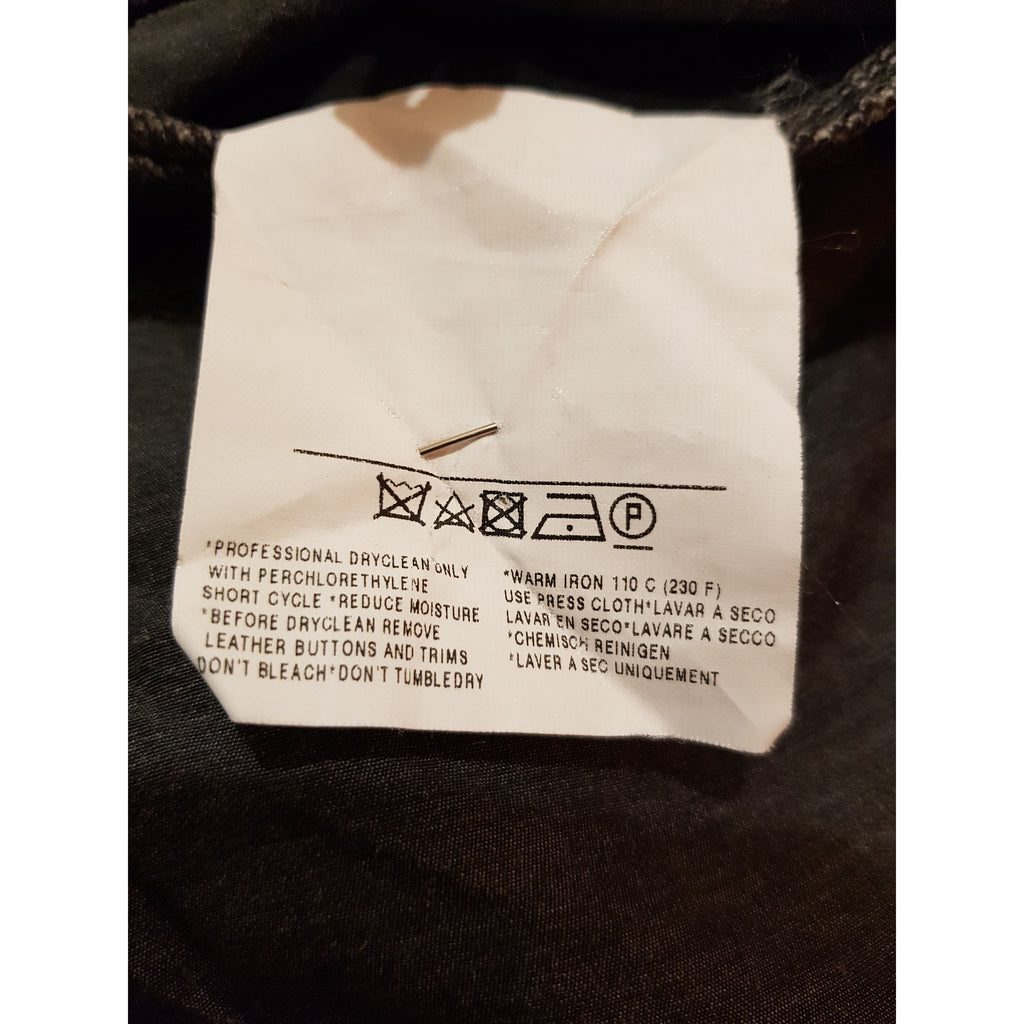 P
*PROFESSIONAL DRYCLEAN ONLY
WITH PERCHLORETHYLENE
SHORT CYCLE *REDUCE MOISTURE
*BEFORE DRYCLEAN REMOVE
LEATHER BUTTONS AND TRIMS
DON'T BLEACH*DON'T TUMBLEDRY
*WARM IRON 110 C (230 F)
USE PRESS CLOTH*LAVAR A SECO
LAVAR EN SECO*LAVARE A SECCO
*CHEMISCH REINIGEN
*LAVER A SEC UNIQUEMENT